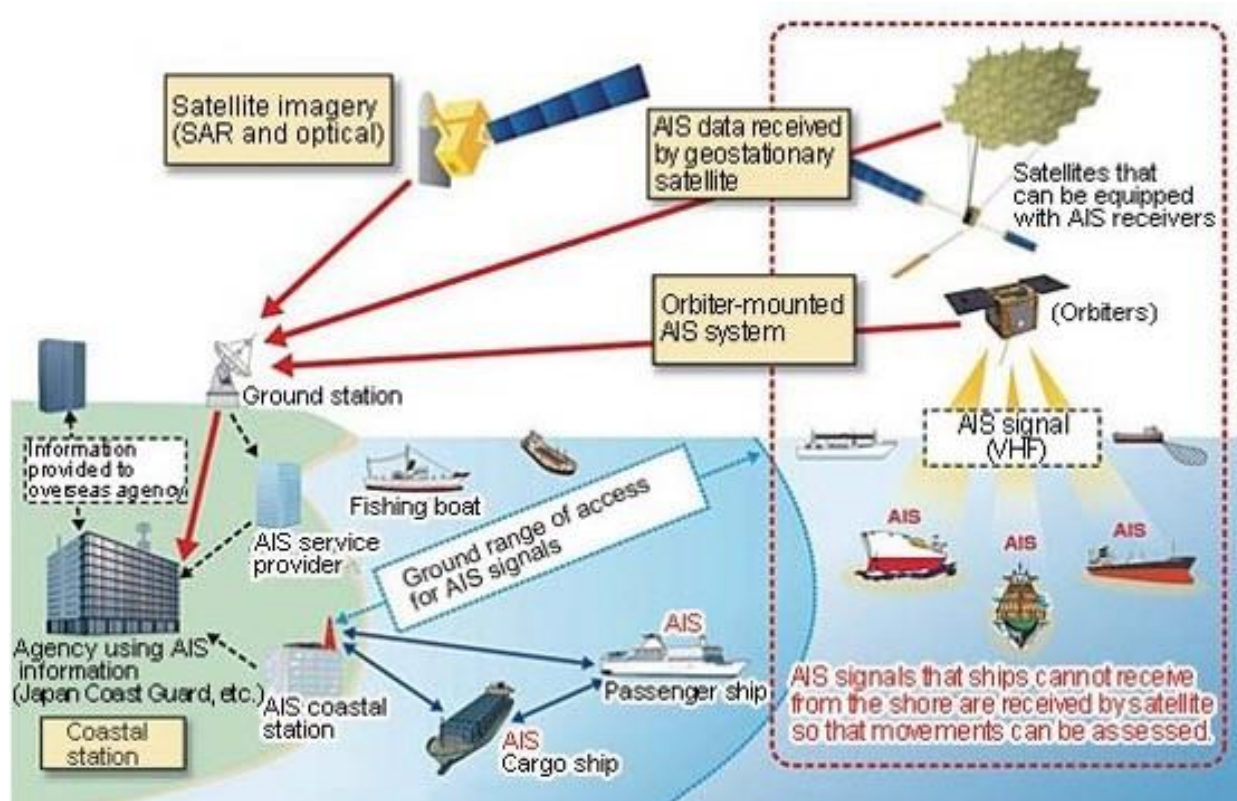 Satellite imagery
(SAR and optical)
AIS data received
by geostationary
satellite
Satellites that
can be equipped
with AIS receivers
Orbiter-mounted
AIS system
(Orbiters)
Ground station
AIS signal
(VHF)
Information
provided to
overseas agency
Fishing boat
AIS service
provider
Ground range of access
for AIS signals
AIS
AIS
AIS
Agency using AIS
information
(Japan Coast Guard, etc.)
AIS coastal
station
AIS
Passenger ship
AIS
Cargo ship
Coastal
station
AIS signals that ships cannot receive
from the shore are received by satellite
so that movements can be assessed.